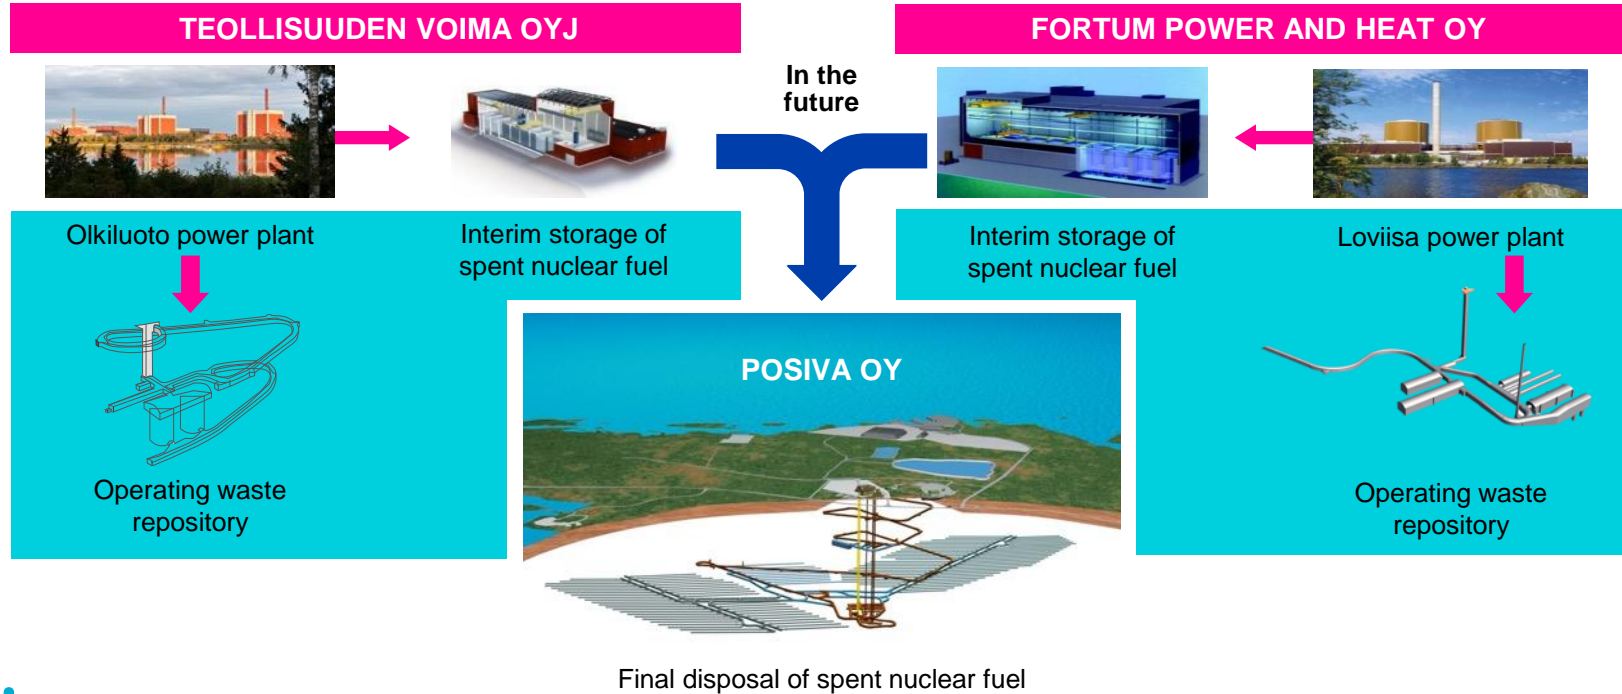 TEOLLISUUDEN VOIMA OYJ
FORTUM POWER AND HEAT OY
In the
future
Olkiluoto power plant
Interim storage of
spent nuclear fuel
Interim storage of
spent nuclear fuel
Loviisa power plant
POSIVA OY
Operating waste
repository
Operating waste
repository
Final disposal of spent nuclear fuel